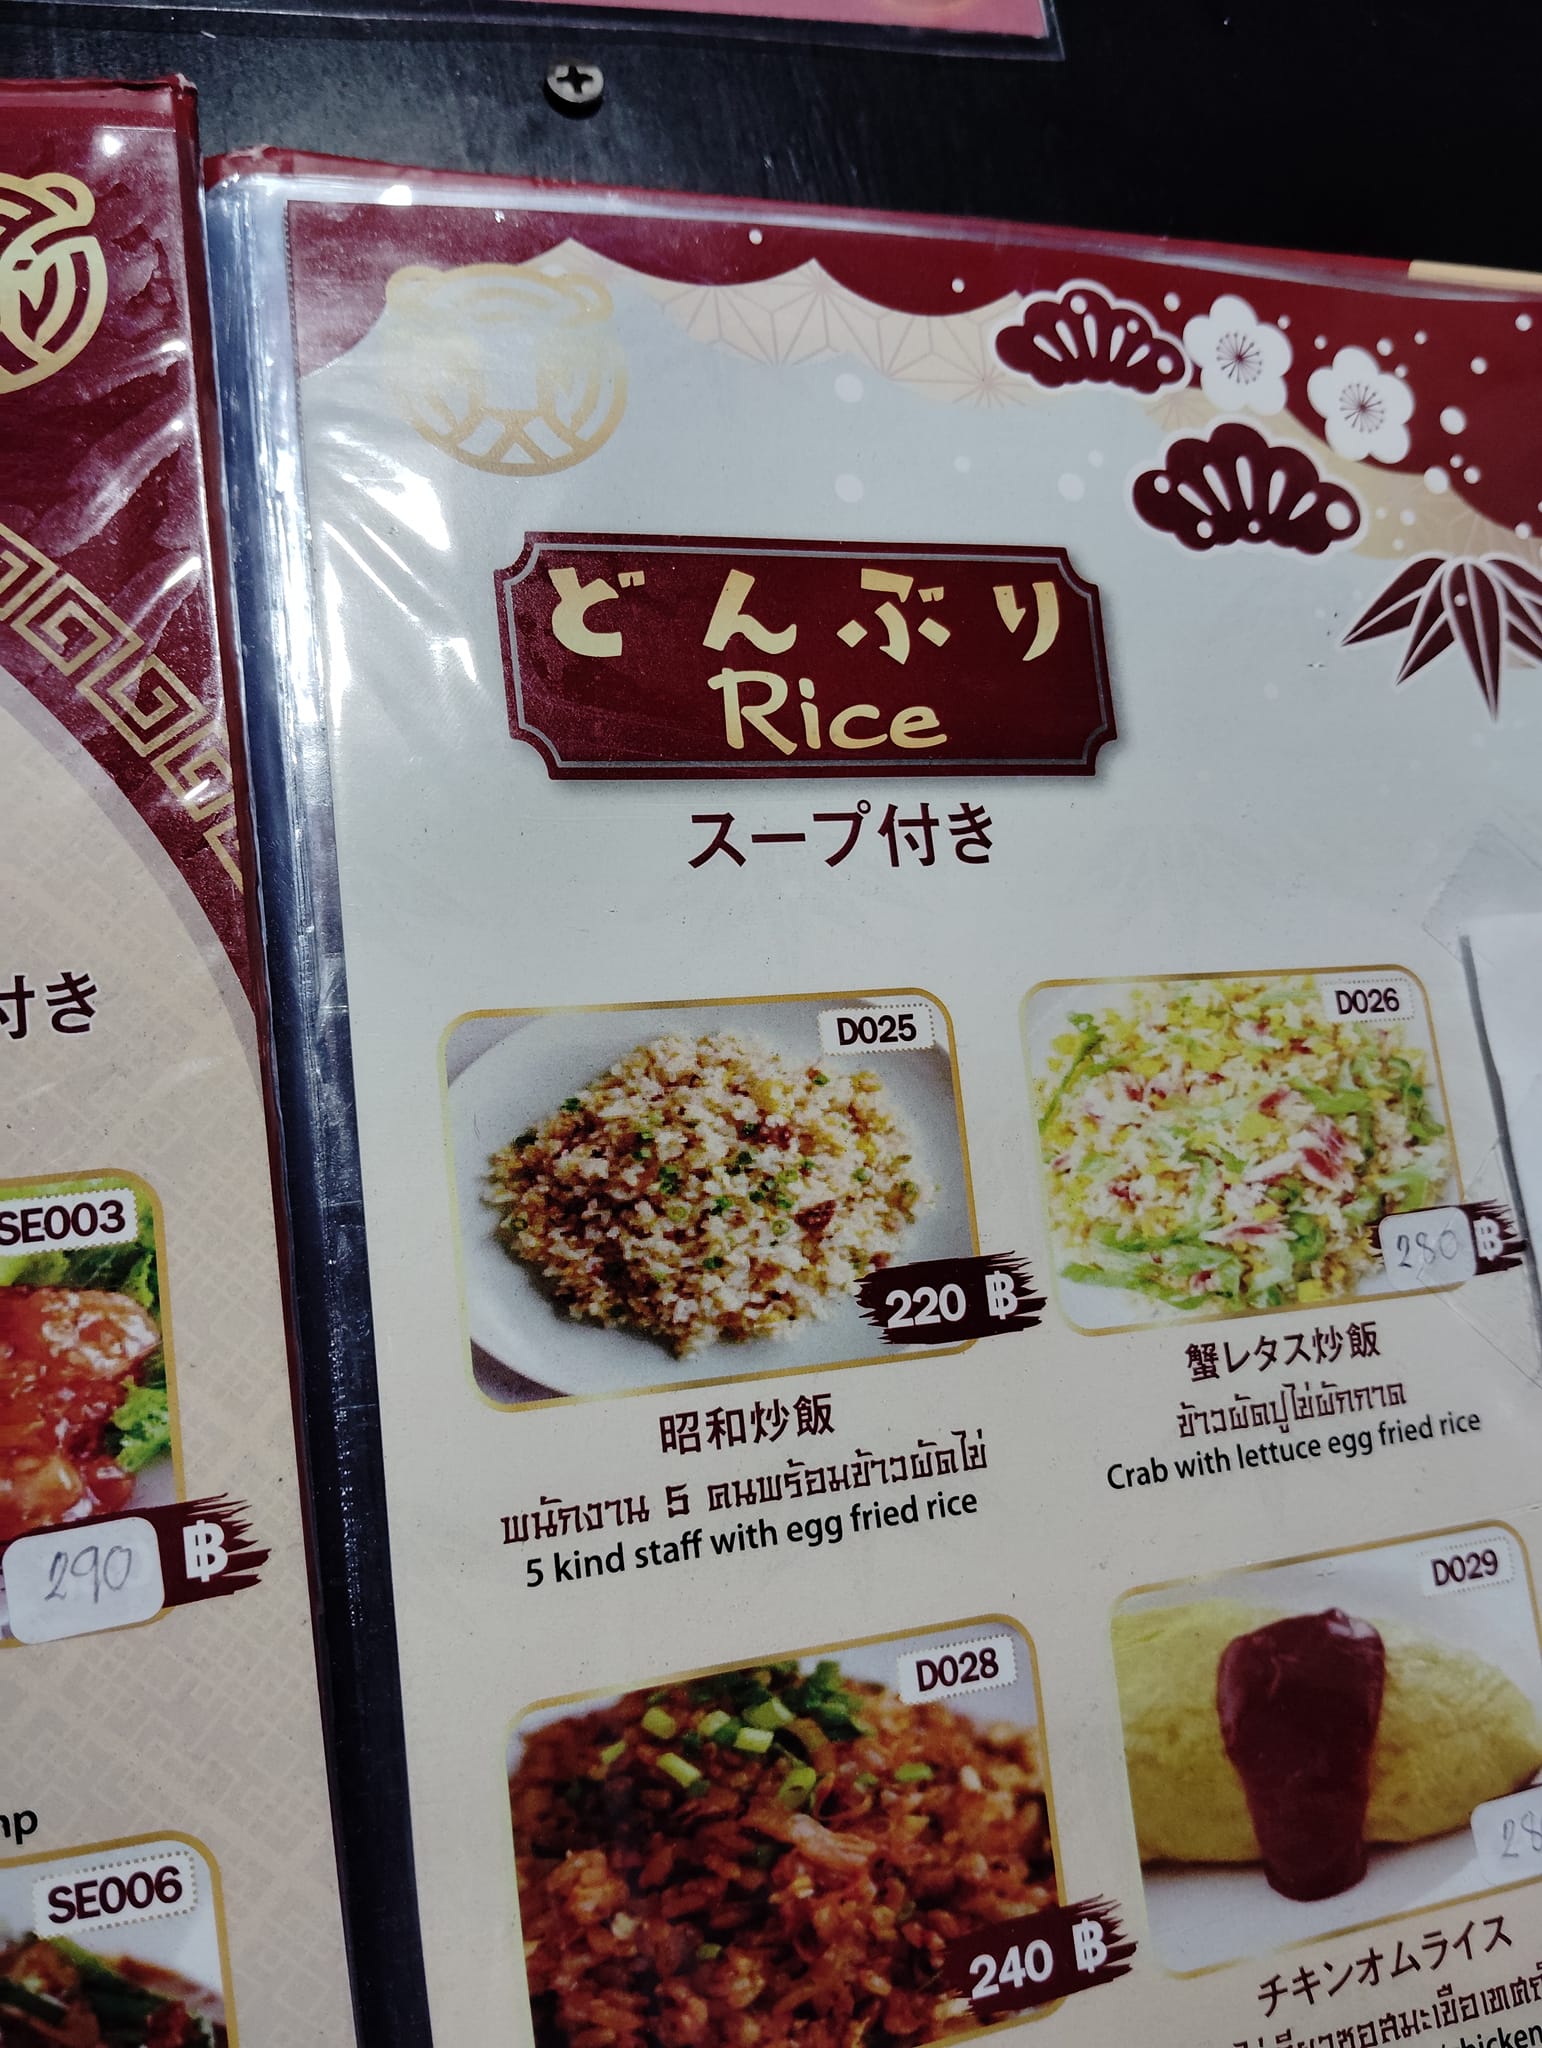 どんぶり
Rice
スープ付き
付き
D025
220 ฿
昭和炒飯
พนักงาน 5 คนพร้อมข้าวผัดไข่
5 kind staff with egg fried rice
D026
280 ฿
蟹レタス炒飯
ข้าวผัดปูไข่ผักกาด
Crab with lettuce egg fried rice
SE003
290 ฿
D028
240 ฿
D029
チキンオムライス
SE006